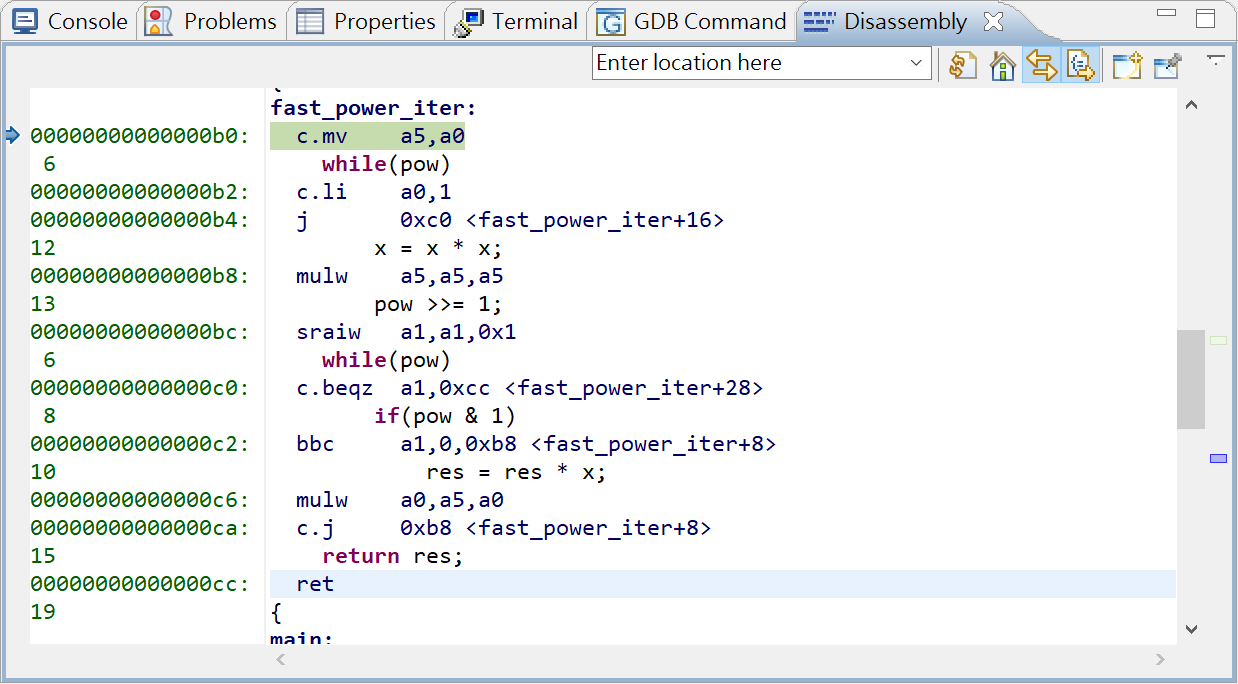 Console Problems Properties Terminal GDB Command Disassembly
Enter location here
fast_power_iter:
00000000000000b0: c.mv a5,a0
6 while(pow)
00000000000000b2: c.li a0,1
00000000000000b4: j 0xc0 <fast_power_iter+16>
12 x = x * x;
00000000000000b8: mulw a5,a5,a5
13 pow >>= 1;
00000000000000bc: sraiw a1,a1,0x1
6 while(pow)
00000000000000c0: c.beqz a1,0xcc <fast_power_iter+28>
8 if(pow & 1)
00000000000000c2: bbc a1,0,0xb8 <fast_power_iter+8>
10 res = res * x;
00000000000000c6: mulw a0,a5,a0
00000000000000ca: c.j 0xb8 <fast_power_iter+8>
15 return res;
00000000000000cc: ret
19 {
main: